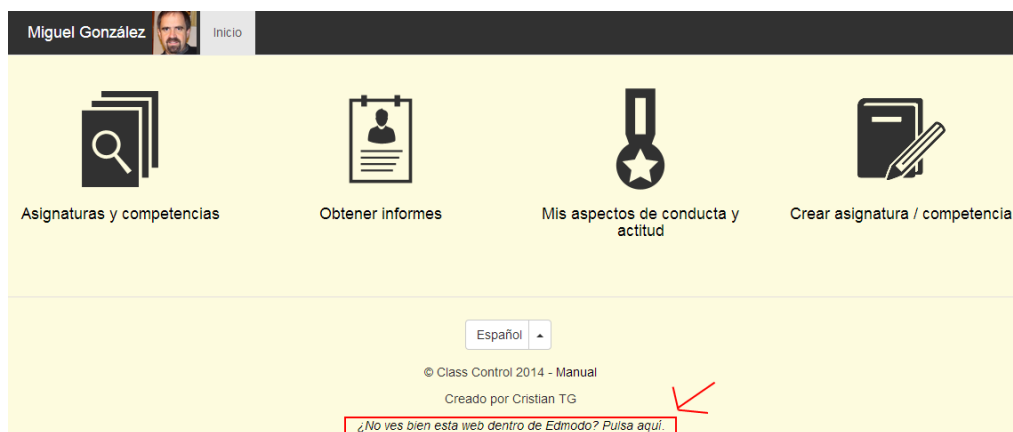 Miguel González Inicio
Asignaturas y competencias
Obtener informes
Mis aspectos de conducta y
actitud
Crear asignatura / competencia
Español
© Class Control 2014 - Manual
Creado por Cristian TG
¿No ves bien esta web dentro de Edmodo? Pulsa aquí.